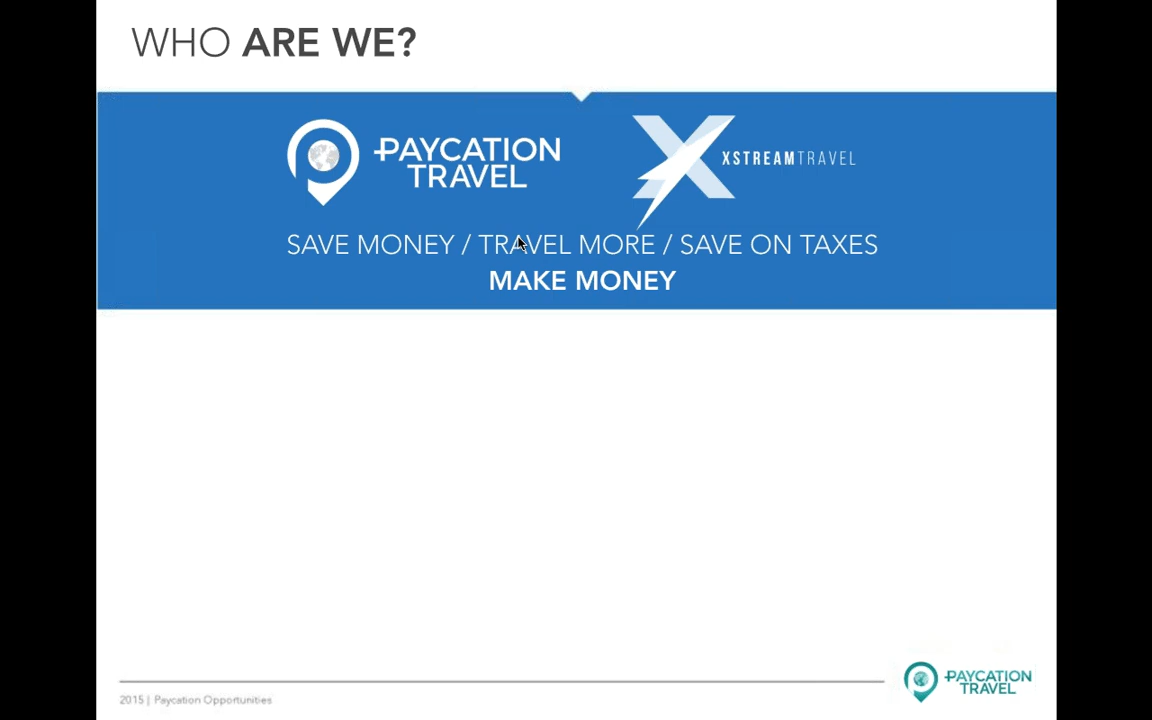 WHO ARE WE?
PAYCATION
TRAVEL
XSTREAMTRAVEL
SAVE MONEY / TRAVEL MORE / SAVE ON TAXES
MAKE MONEY
2015 | Paycation Opportunities
PAYCATION
TRAVEL